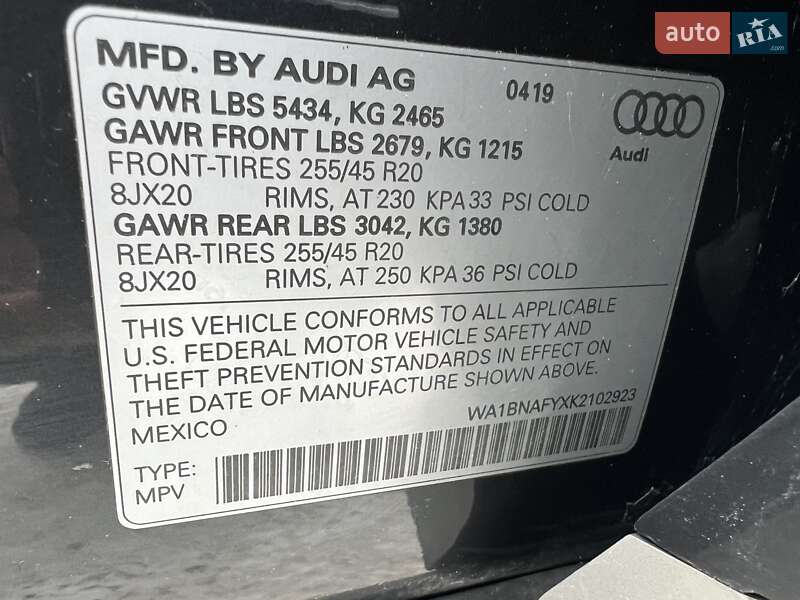 auto RIA .com
MFD. BY AUDI AG 0419
GVWR LBS 5434, KG 2465
GAWR FRONT LBS 2679, KG 1215
Audi
FRONT-TIRES 255/45 R20
8JX20 RIMS, AT 230 KPA 33 PSI COLD
GAWR REAR LBS 3042, KG 1380
REAR-TIRES 255/45 R20
8JX20 RIMS, AT 250 KPA 36 PSI COLD
THIS VEHICLE CONFORMS TO ALL APPLICABLE
U.S. FEDERAL MOTOR VEHICLE SAFETY AND
THEFT PREVENTION STANDARDS IN EFFECT ON
THE DATE OF MANUFACTURE SHOWN ABOVE.
MEXICO WA1BNAFYXK2102923
TYPE:
MPV